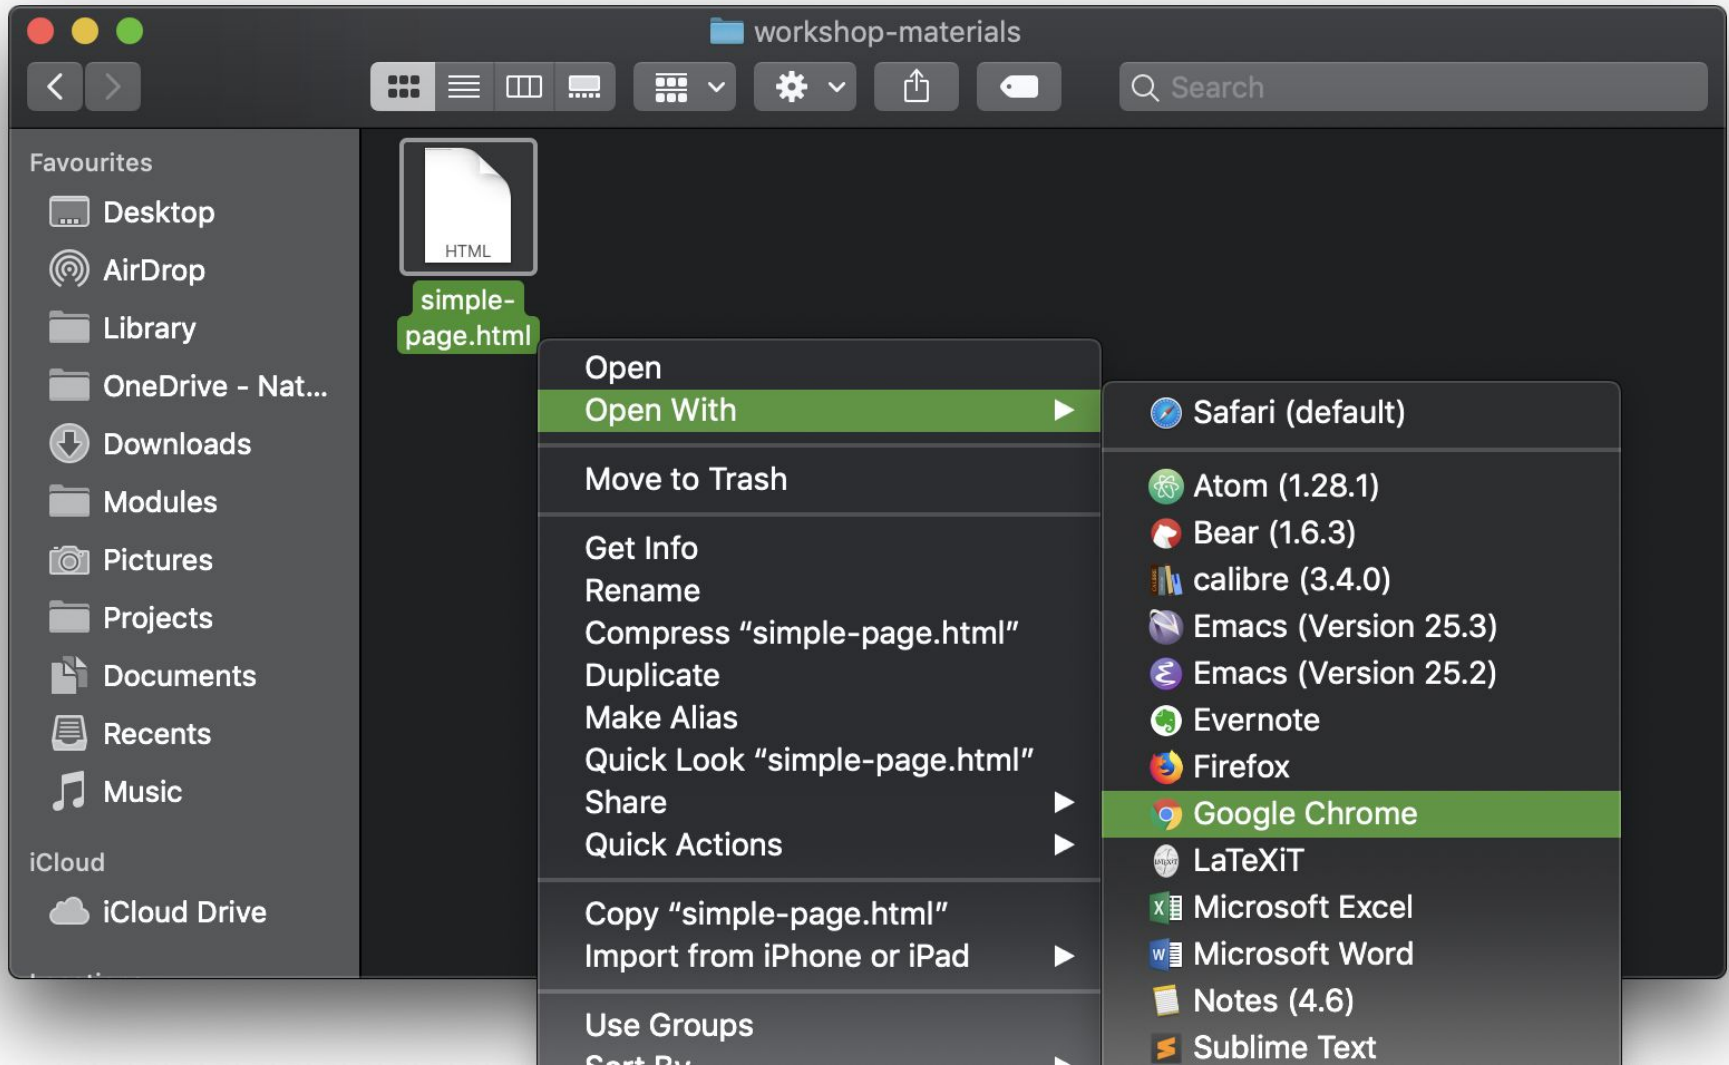 workshop-materials
Search
Favourites
Desktop
AirDrop
Library
OneDrive - Nat...
Downloads
Modules
Pictures
Projects
Documents
Recents
Music
iCloud
iCloud Drive
HTML
simple-
page.html
Open
Open With
Move to Trash
Get Info
Rename
Compress “simple-page.html”
Duplicate
Make Alias
Quick Look “simple-page.html”
Share
Quick Actions
Copy “simple-page.html”
Import from iPhone or iPad
Use Groups
Sort By
Safari (default)
Atom (1.28.1)
Bear (1.6.3)
calibre (3.4.0)
Emacs (Version 25.3)
Emacs (Version 25.2)
Evernote
Firefox
Google Chrome
LaTeXiT
Microsoft Excel
Microsoft Word
Notes (4.6)
Sublime Text